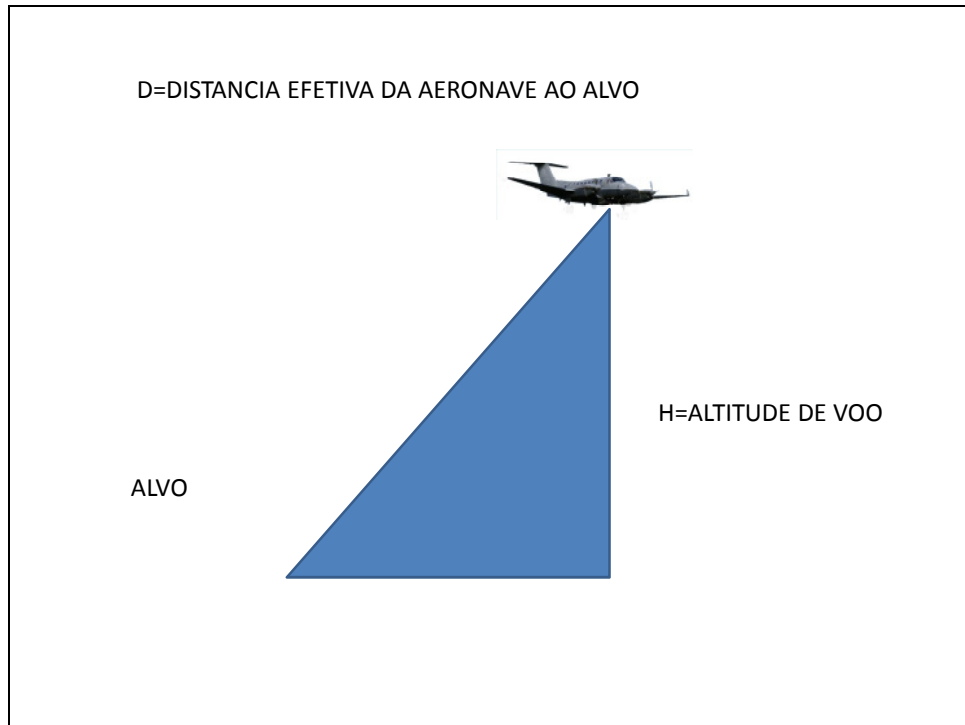 D=DISTANCIA EFETIVA DA AERONAVE AO ALVO
H=ALTITUDE DE VOO
ALVO